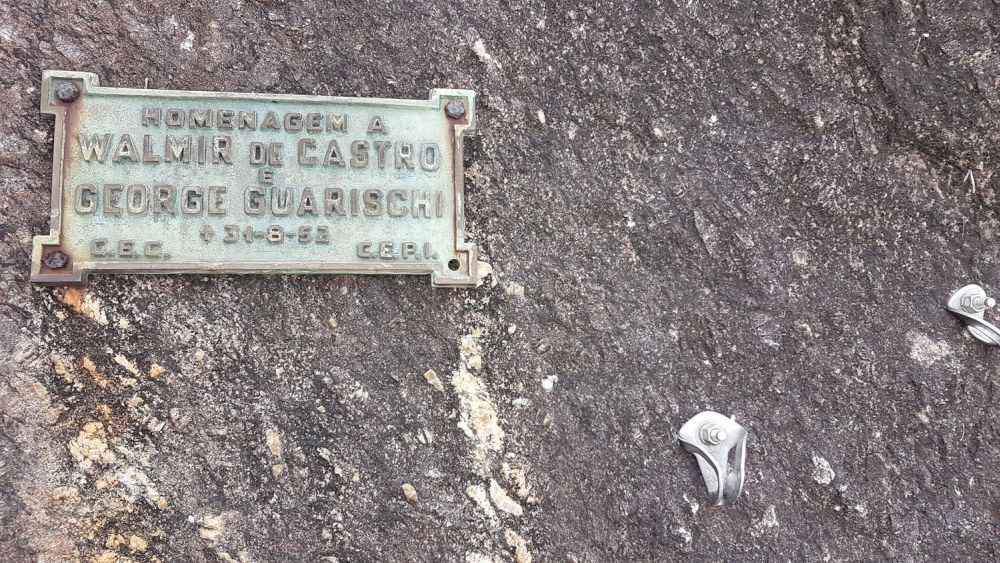 HOMENAGEM A
WALMIR DE CASTRO
E
GEORGE GUARISCHI
+ 31-8-52
C.E.C. C.E.P.I.